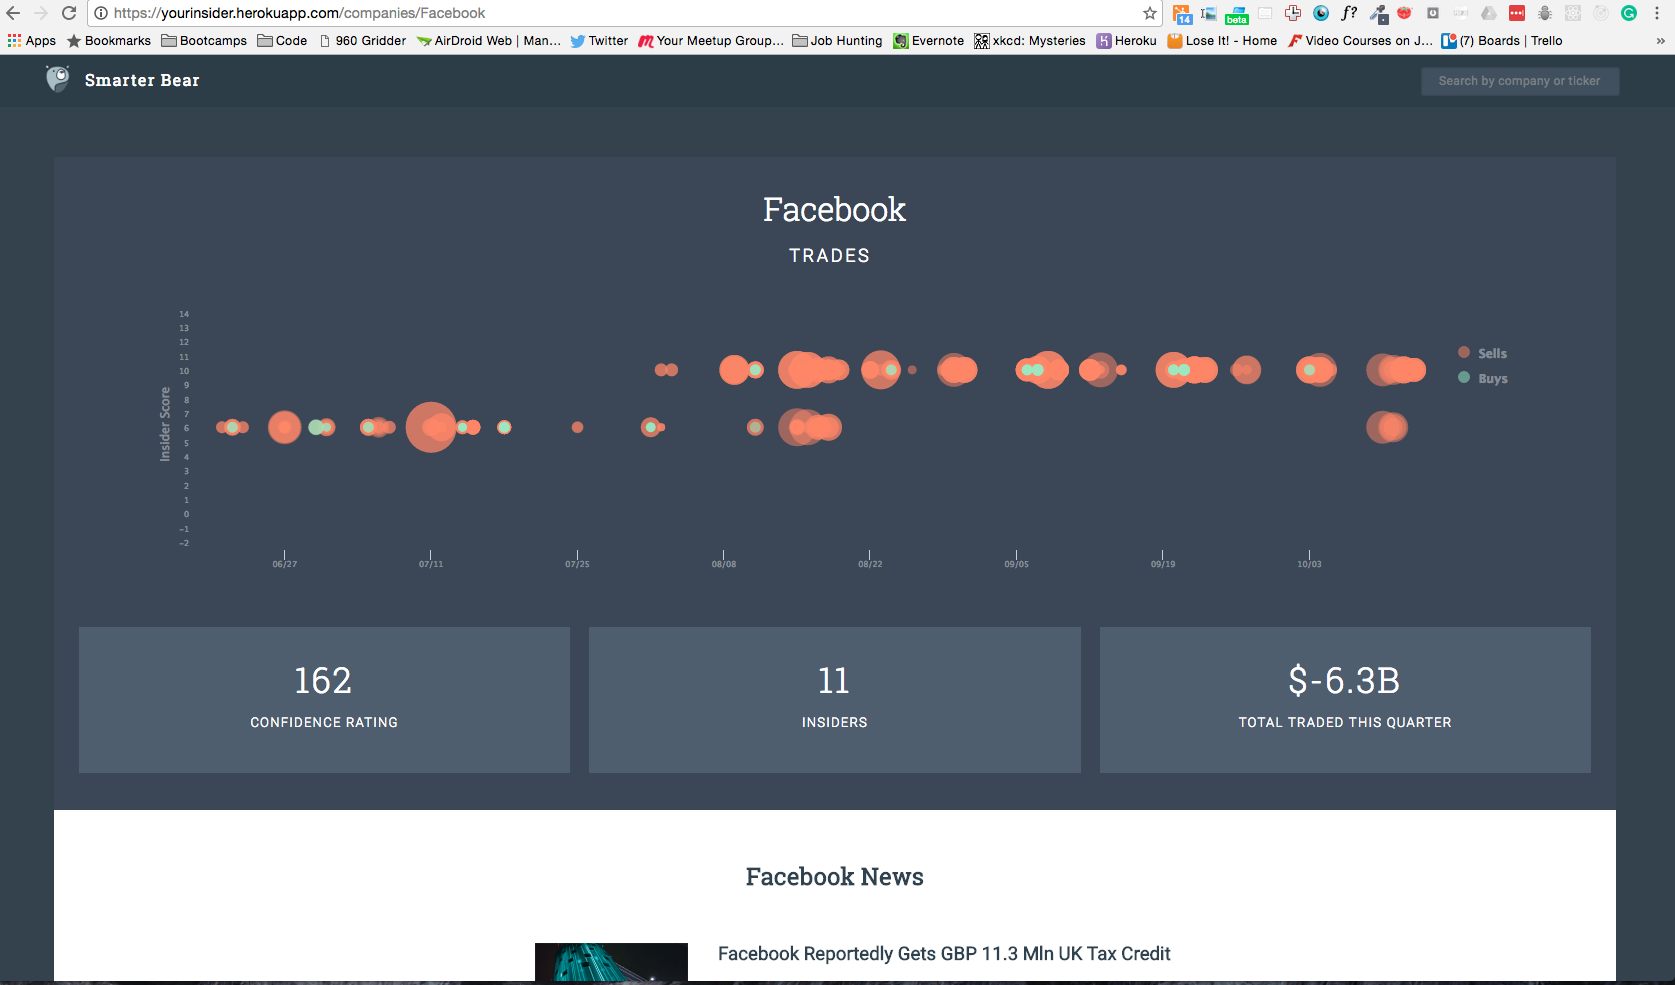 https://yourinsider.herokuapp.com/companies/Facebook
14 beta f?
Apps Bookmarks Bootcamps Code 960 Gridder AirDroid Web | Man... Twitter Your Meetup Group... Job Hunting Evernote xkcd: Mysteries Heroku Lose It! - Home Video Courses on J... (7) Boards | Trello »
Smarter Bear
Search by company or ticker
Facebook
TRADES
14
13
12
11
10
9
8
7
6
5
4
3
2
1
0
−1
−2
Insider Score
Sells
Buys
06/27 07/11 07/25 08/08 08/22 09/05 09/19 10/03
162
CONFIDENCE RATING
11
INSIDERS
$-6.3B
TOTAL TRADED THIS QUARTER
Facebook News
Facebook Reportedly Gets GBP 11.3 Mln UK Tax Credit